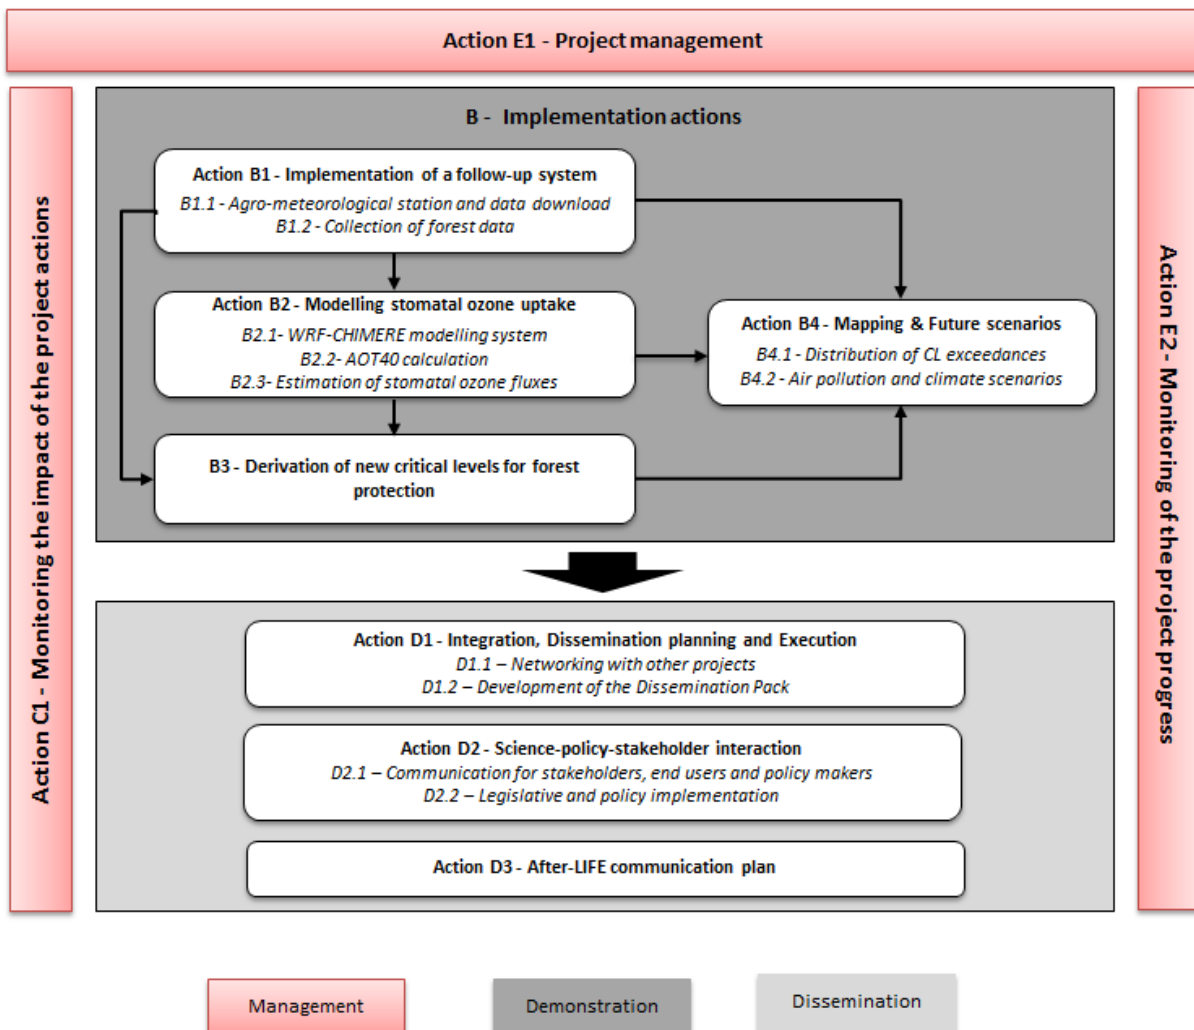 Action E1 - Project management
Action C1 - Monitoring the impact of the project actions
B - Implementation actions
Action B1 - Implementation of a follow-up system
B1.1 - Agro-meteorological station and data download
B1.2 - Collection of forest data
Action B2 - Modelling stomatal ozone uptake
B2.1- WRF-CHIMERE modelling system
B2.2- AOT40 calculation
B2.3- Estimation of stomatal ozone fluxes
B3 - Derivation of new critical levels for forest
protection
Action B4 - Mapping & Future scenarios
B4.1 - Distribution of CL exceedances
B4.2 - Air pollution and climate scenarios
Action E2 - Monitoring of the project progress
Action D1 - Integration, Dissemination planning and Execution
D1.1 – Networking with other projects
D1.2 – Development of the Dissemination Pack
Action D2 - Science-policy-stakeholder interaction
D2.1 – Communication for stakeholders, end users and policy makers
D2.2 – Legislative and policy implementation
Action D3 - After-LIFE communication plan
Management
Demonstration
Dissemination